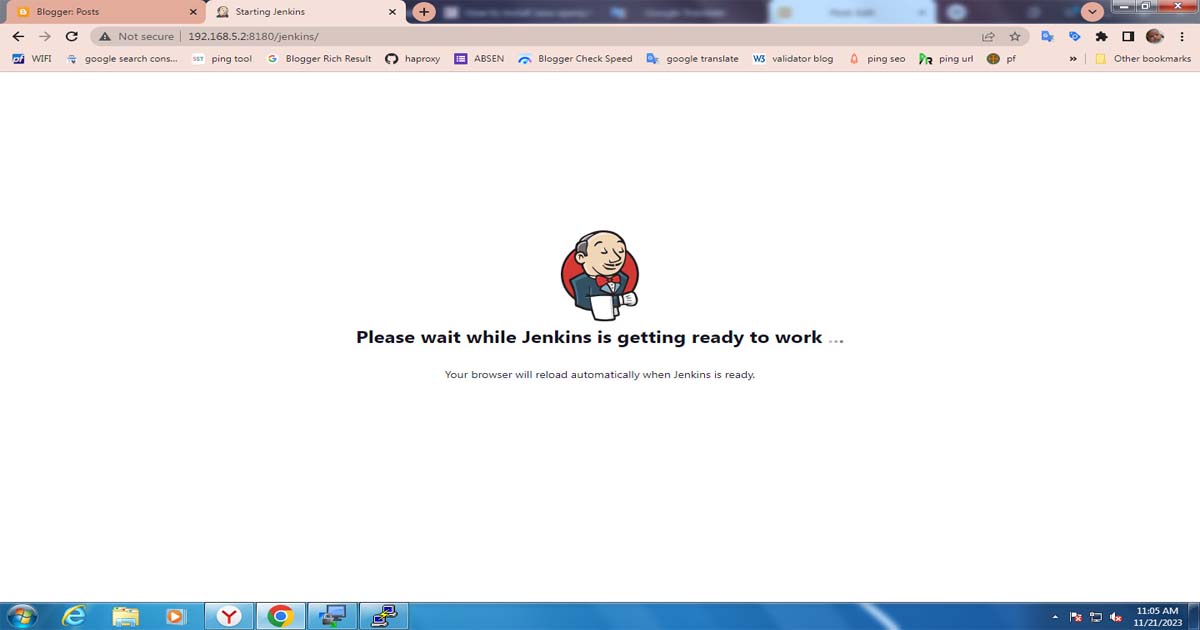 Blogger: Posts
Starting Jenkins
Not secure
192.168.5.2:8180/jenkins/
WIFI
google search cons...
ping tool
Blogger Rich Result
haproxy
ABSEN
Blogger Check Speed
google translate
validator blog
ping seo
ping url
pf
Other bookmarks
Please wait while Jenkins is getting ready to work ...
Your browser will reload automatically when Jenkins is ready.
11:05 AM
11/21/2023